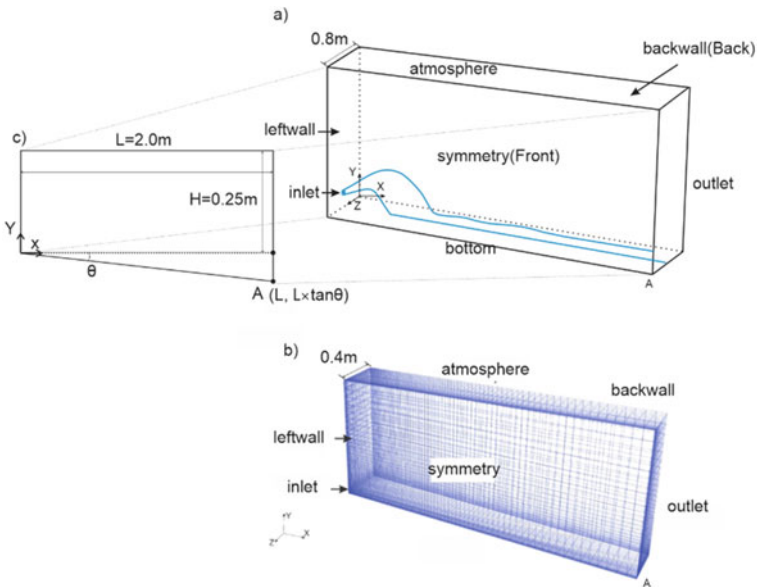 a)
0.8m
backwall(Back)
atmosphere
c)
L=2.0m
leftwall
symmetry(Front)
inlet
Y
X
Z
outlet
H=0.25m
Y
x
θ
bottom
A (L, L×tanθ)
A
b)
0.4m
atmosphere
backwall
leftwall
symmetry
inlet
outlet
Y
Z
X
A